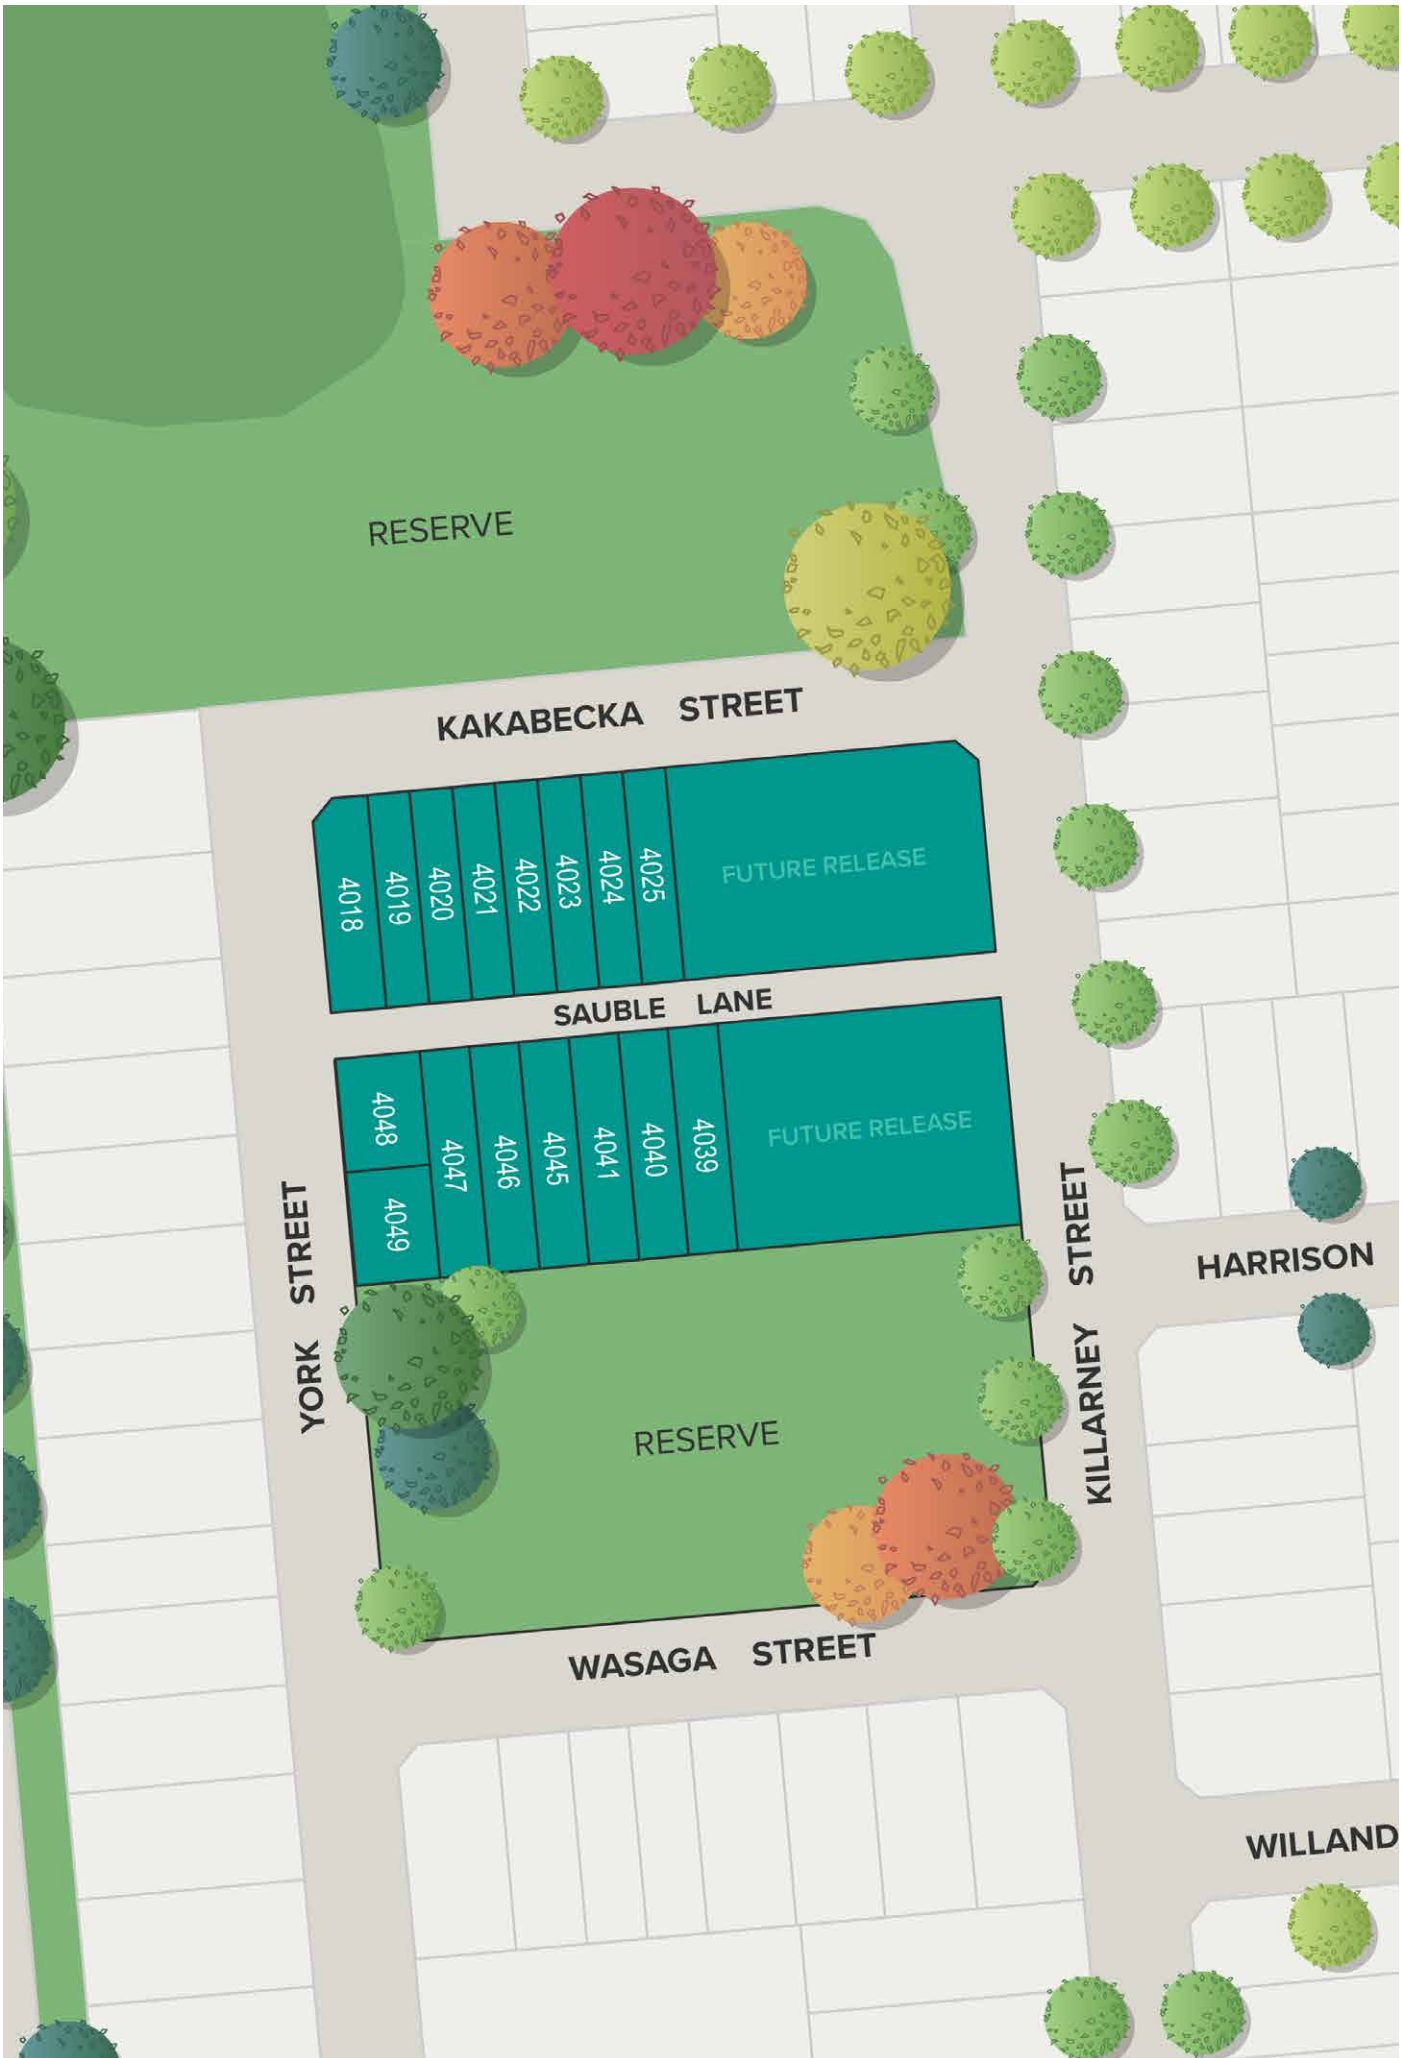 RESERVE
KAKABECKA STREET
4018
4019
4020
4021
4022
4023
4024
4025
FUTURE RELEASE
SAUBLE LANE
4048
4049
4047
4046
4045
4041
4040
4039
FUTURE RELEASE
YORK STREET
KILLARNEY STREET
HARRISON
RESERVE
WASAGA STREET
WILLAND